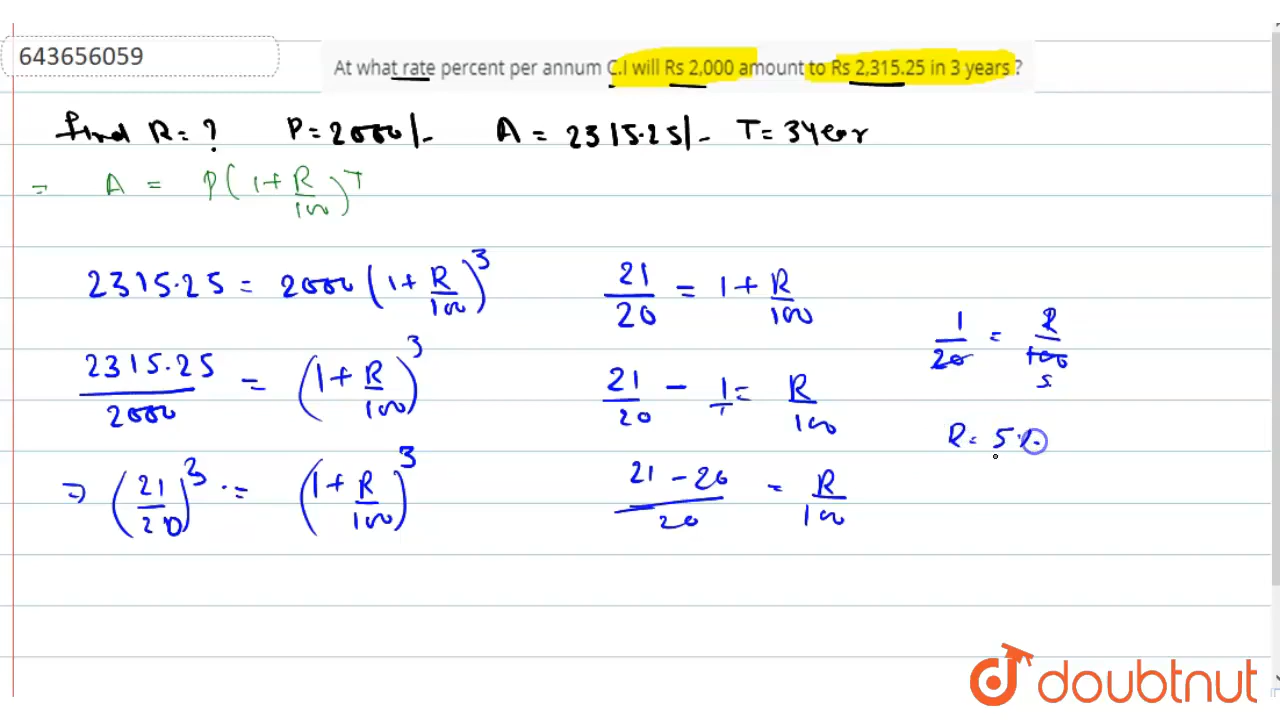 643656059
At what rate percent per annum C.I will Rs 2,000 amount to Rs 2,315.25 in 3 years ?
find R = ? P = 2000/- A = 2315.25/- T = 3 year
= A = P(1+R/100)^T
2315.25 = 2000(1+R/100)^3
2315.25/2000 = (1+R/100)^3
=> (21/20)^3 = (1+R/100)^3
21/20 = 1+R/100
21/20 - 1/1 = R/100
21-20/20 = R/100
1/20 = R/100
5
R = 5%
doubtnut